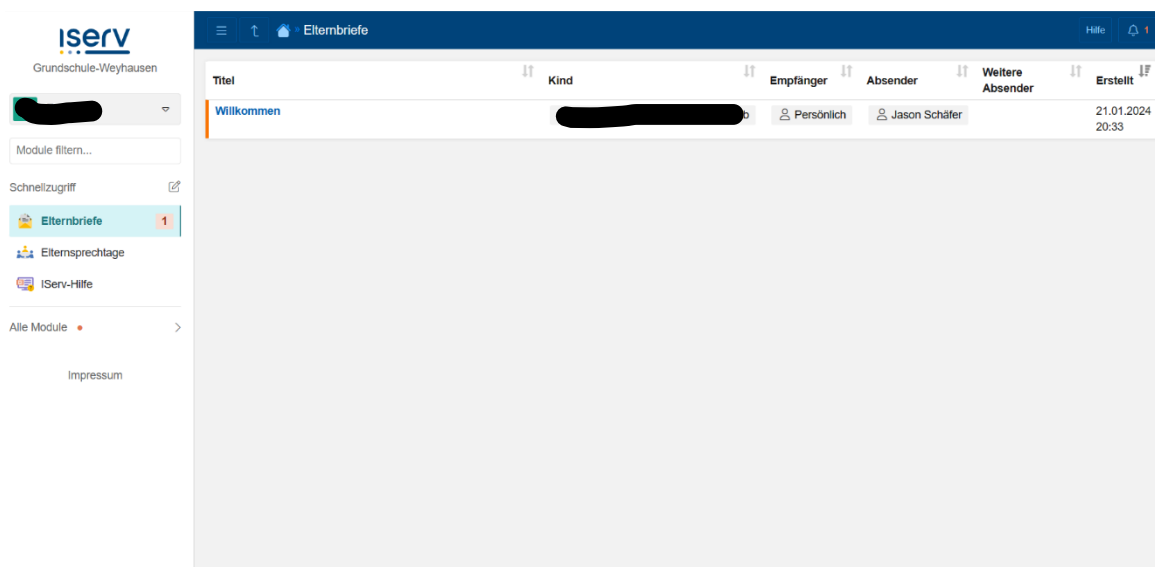 IServ
Grundschule-Weyhausen
Module filtern...
Schnellzugriff
Elternbriefe 1
Elternsprechtage
IServ-Hilfe
Alle Module
Impressum
Elternbriefe Hilfe 1
Titel Kind Empfänger Absender Weitere Absender Erstellt
Willkommen b Persönlich Jason Schäfer 21.01.2024
20:33